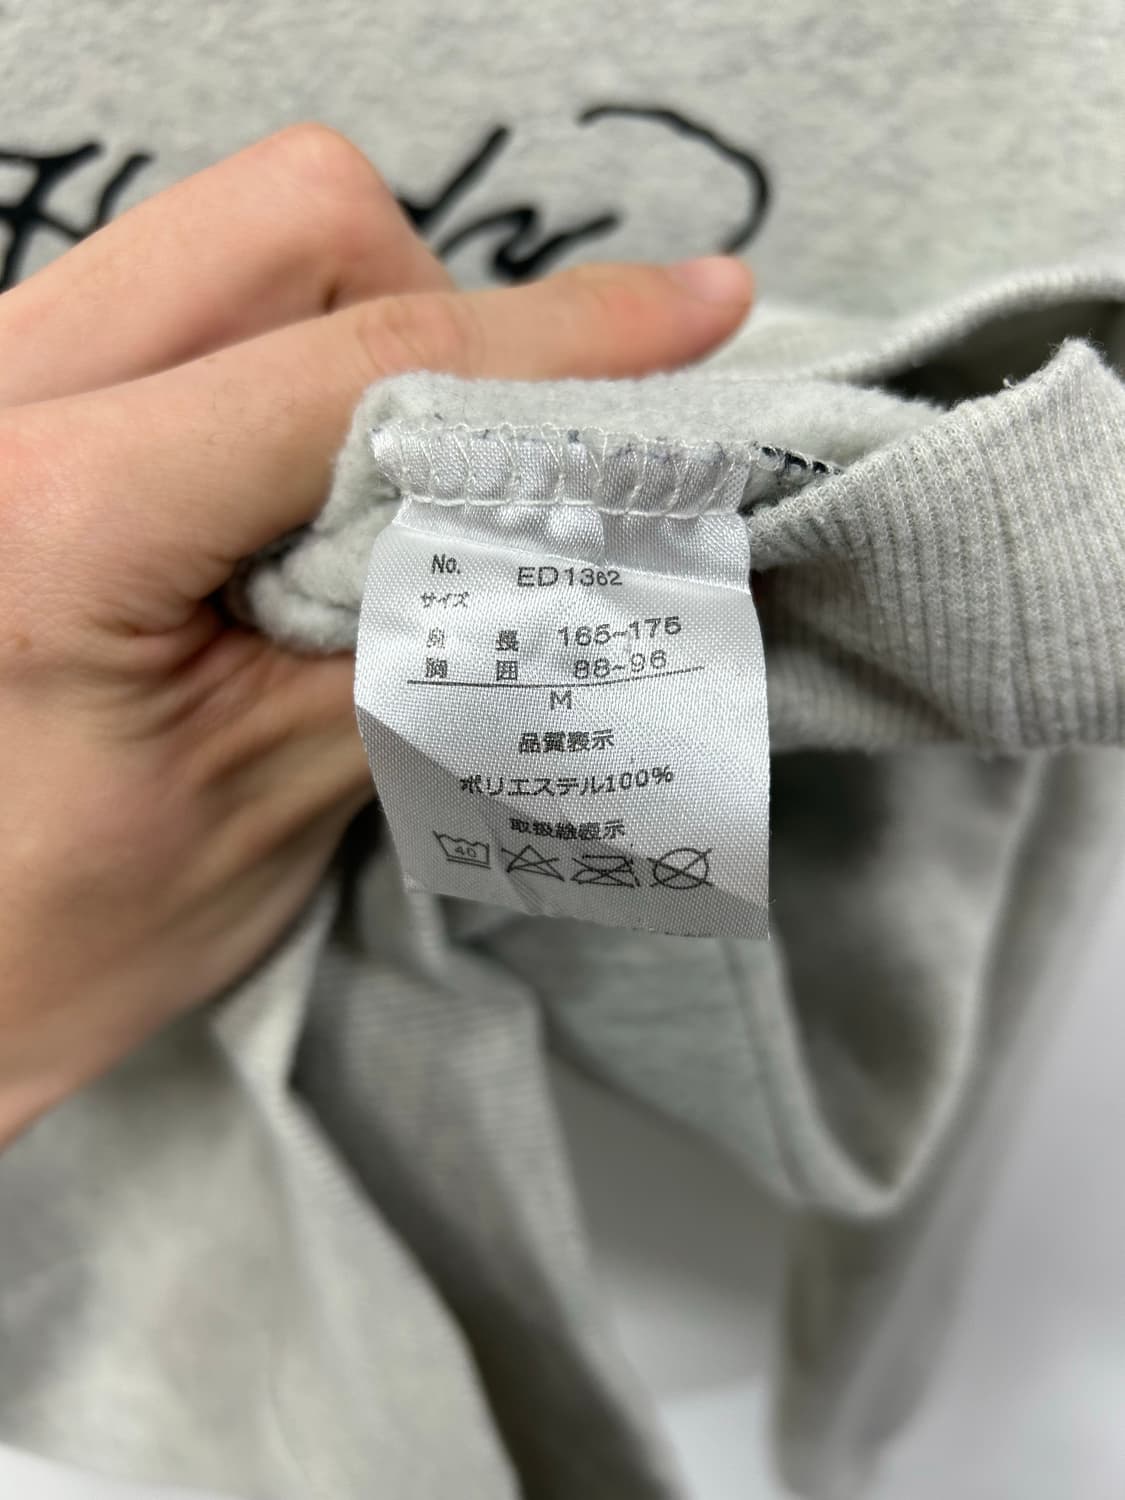 No. ED1362
サイズ
身 長 165~175
胸 囲 88~96
M
品質表示
ポリエステル100%
取扱絵表示
40